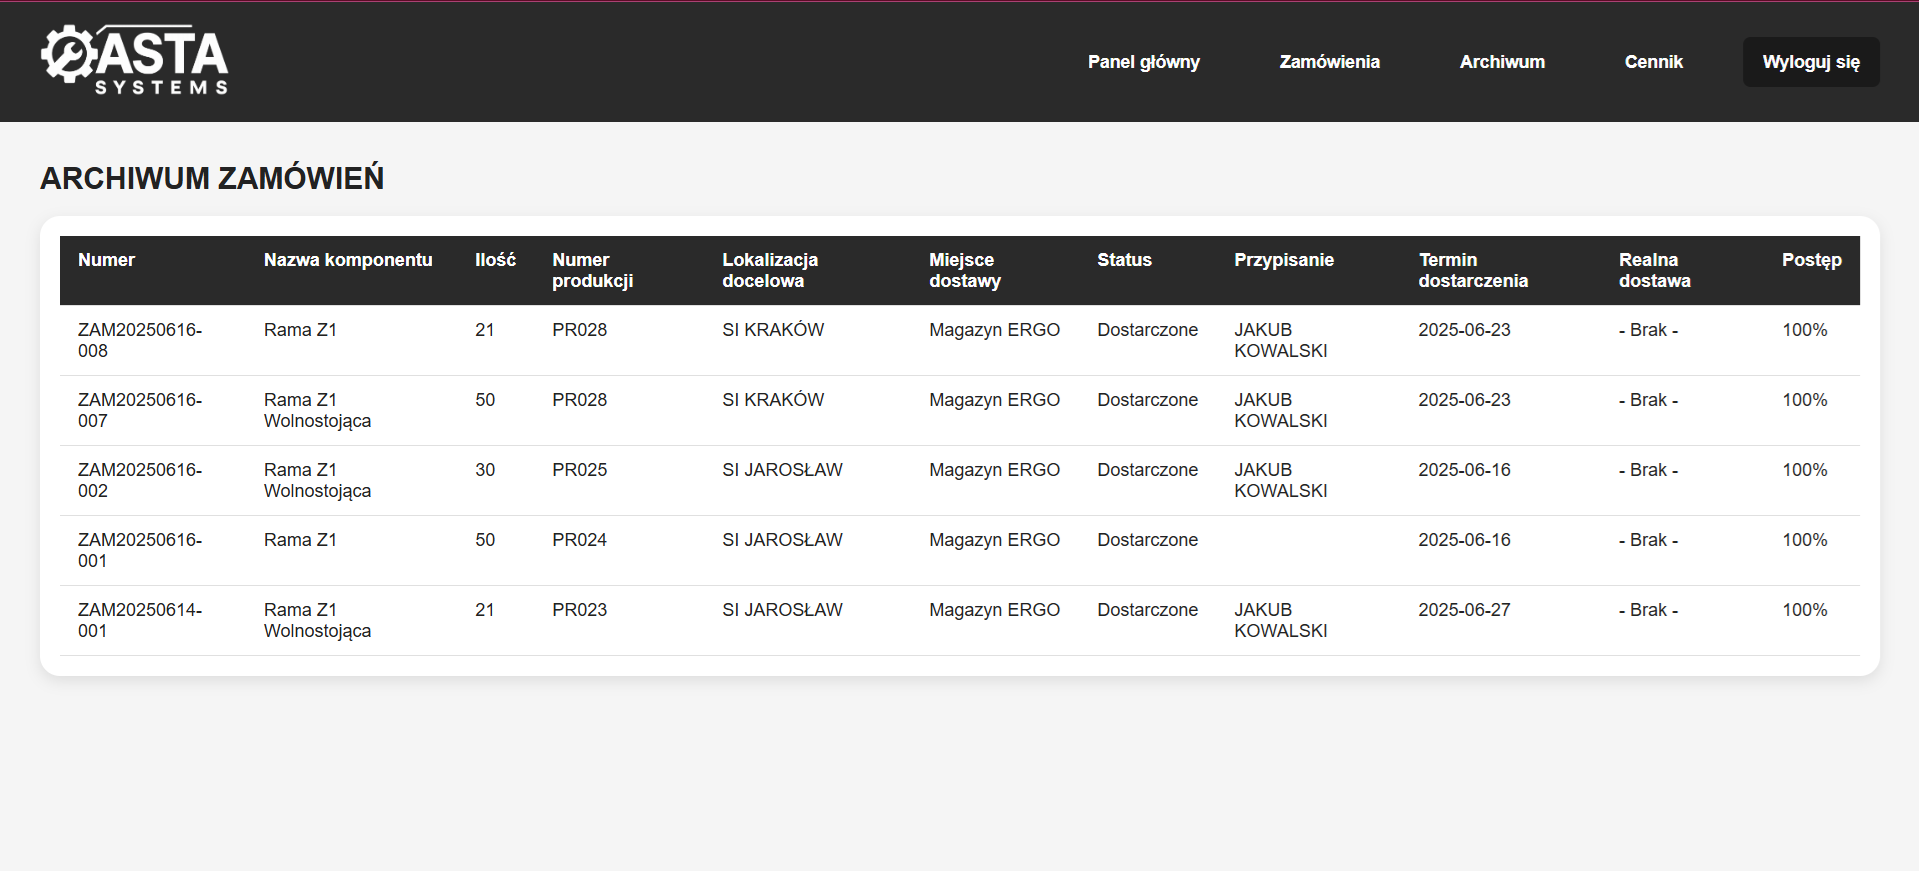 ASTA
SYSTEMS
Panel główny Zamówienia Archiwum Cennik Wyloguj się
ARCHIWUM ZAMÓWIEŃ
Numer Nazwa komponentu Ilość Numer produkcji Lokalizacja docelowa Miejsce dostawy Status Przypisanie Termin dostarczenia Realna dostawa Postęp
ZAM20250616-008 Rama Z1 21 PR028 SI KRAKÓW Magazyn ERGO Dostarczone JAKUB KOWALSKI 2025-06-23 - Brak - 100%
ZAM20250616-007 Rama Z1 Wolnostojąca 50 PR028 SI KRAKÓW Magazyn ERGO Dostarczone JAKUB KOWALSKI 2025-06-23 - Brak - 100%
ZAM20250616-002 Rama Z1 Wolnostojąca 30 PR025 SI JAROSŁAW Magazyn ERGO Dostarczone JAKUB KOWALSKI 2025-06-16 - Brak - 100%
ZAM20250616-001 Rama Z1 50 PR024 SI JAROSŁAW Magazyn ERGO Dostarczone 2025-06-16 - Brak - 100%
ZAM20250614-001 Rama Z1 Wolnostojąca 21 PR023 SI JAROSŁAW Magazyn ERGO Dostarczone JAKUB KOWALSKI 2025-06-27 - Brak - 100%